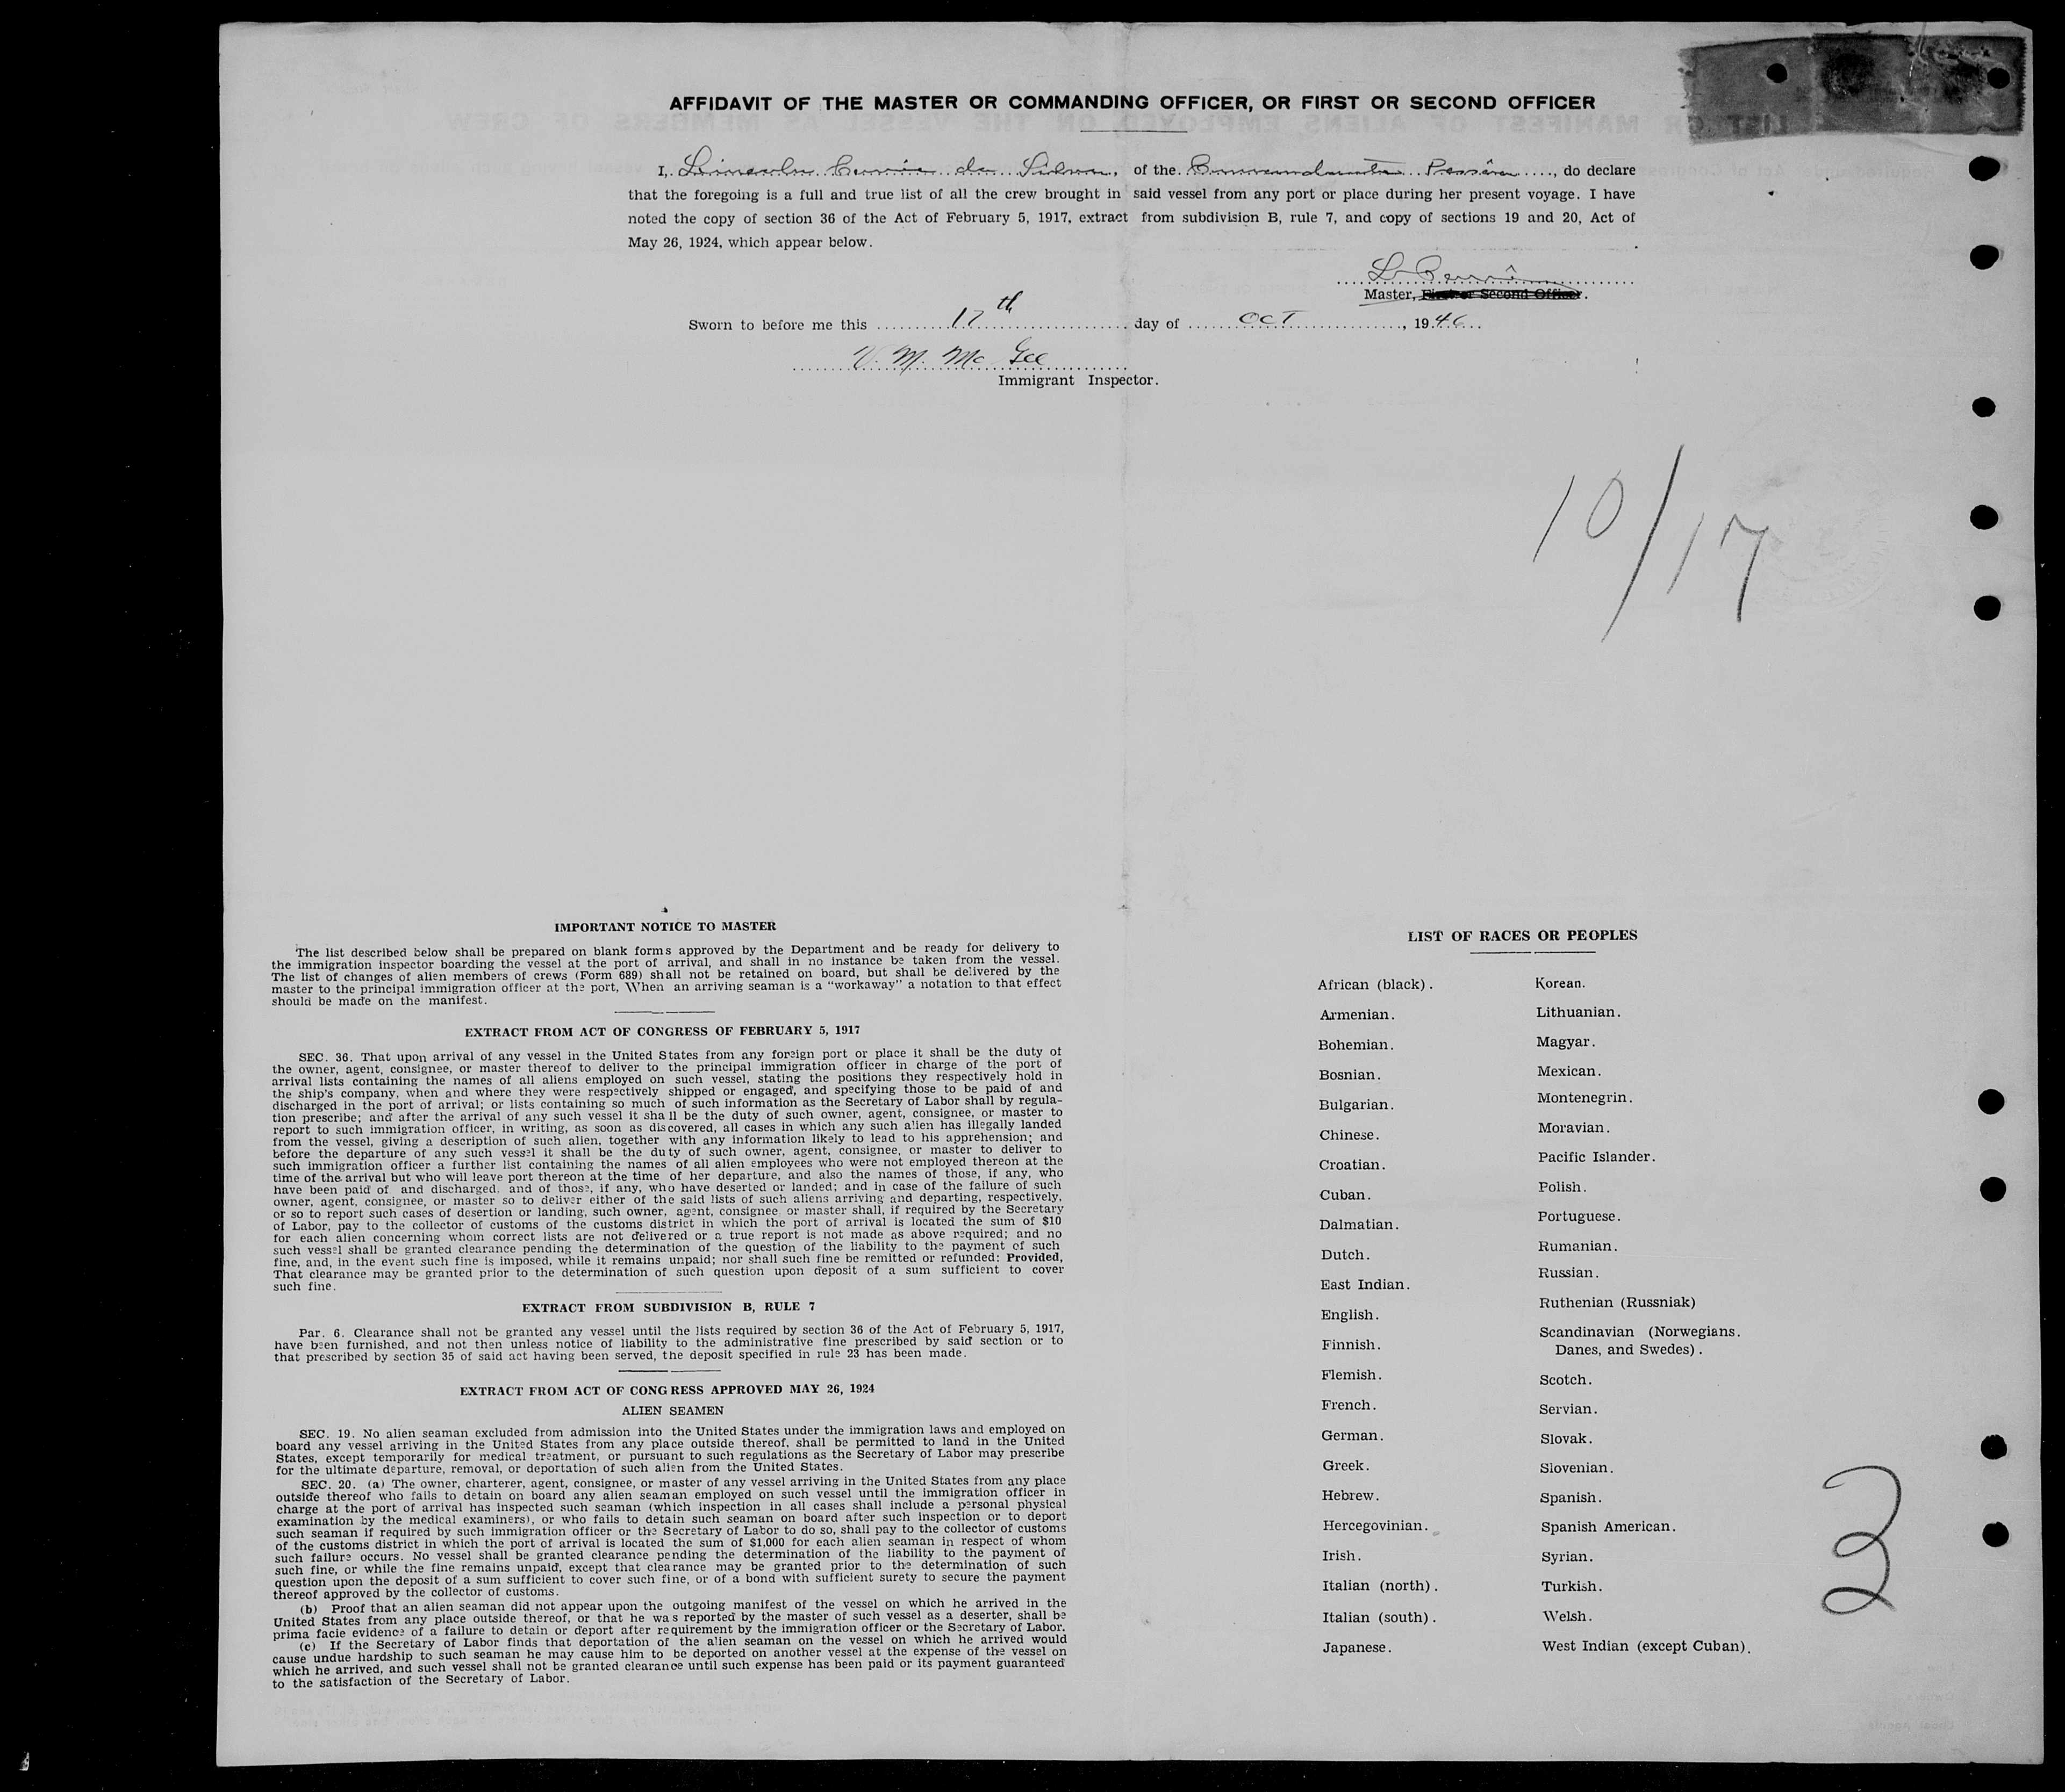 AFFIDAVIT OF THE MASTER OR COMMANDING OFFICER, OR FIRST OR SECOND OFFICER
I, da Silva, of the Commandante Pessôa, do declare
that the foregoing is a full and true list of all the crew brought in said vessel from any port or place during her present voyage. I have
noted the copy of section 36 of the Act of February 5, 1917, extract from subdivision B, rule 7, and copy of sections 19 and 20, Act of
May 26, 1924, which appear below.
Master, First or Second Officer.
Sworn to before me this 17th day of OCT, 1946
V. M. McGee
Immigrant Inspector.
10/17
IMPORTANT NOTICE TO MASTER
The list described below shall be prepared on blank forms approved by the Department and be ready for delivery to
the immigration inspector boarding the vessel at the port of arrival, and shall in no instance be taken from the vessel.
The list of changes of alien members of crews (Form 689) shall not be retained on board, but shall be delivered by the
master to the principal immigration officer at the port, When an arriving seaman is a "workaway" a notation to that effect
should be made on the manifest.
EXTRACT FROM ACT OF CONGRESS OF FEBRUARY 5, 1917
SEC. 36. That upon arrival of any vessel in the United States from any foreign port or place it shall be the duty of
the owner, agent, consignee, or master thereof to deliver to the principal immigration officer in charge of the port of
arrival lists containing the names of all aliens employed on such vessel, stating the positions they respectively hold in
the ship's company, when and where they were respectively shipped or engaged, and specifying those to be paid of and
discharged in the port of arrival; or lists containing so much of such information as the Secretary of Labor shall by regula-
tion prescribe; and after the arrival of any such vessel it shall be the duty of such owner, agent, consignee, or master to
report to such immigration officer, in writing, as soon as discovered, all cases in which any such alien has illegally landed
from the vessel, giving a description of such alien, together with any information likely to lead to his apprehension; and
before the departure of any such vessel it shall be the duty of such owner, agent, consignee, or master to deliver to
such immigration officer a further list containing the names of all alien employees who were not employed thereon at the
time of the arrival but who will leave port thereon at the time of her departure, and also the names of those, if any, who
have been paid of and discharged, and of those, if any, who have deserted or landed; and in case of the failure of such
owner, agent, consignee, or master so to deliver either of the said lists of such aliens arriving and departing, respectively,
or so to report such cases of desertion or landing, such owner, agent, consignee, or master shall, if required by the Secretary
of Labor, pay to the collector of customs of the customs district in which the port of arrival is located the sum of $10
for each alien concerning whom correct lists are not delivered or a true report is not made as above required; and no
such vessel shall be granted clearance pending the determination of the question of the liability to the payment of such
fine, and, in the event such fine is imposed, while it remains unpaid; nor shall such fine be remitted or refunded: Provided,
That clearance may be granted prior to the determination of such question upon deposit of a sum sufficient to cover
such fine.
EXTRACT FROM SUBDIVISION B, RULE 7
Par. 6. Clearance shall not be granted any vessel until the lists required by section 36 of the Act of February 5, 1917,
have been furnished, and not then unless notice of liability to the administrative fine prescribed by said section or to
that prescribed by section 35 of said act having been served, the deposit specified in rule 23 has been made.
EXTRACT FROM ACT OF CONGRESS APPROVED MAY 26, 1924
ALIEN SEAMEN
SEC. 19. No alien seaman excluded from admission into the United States under the immigration laws and employed on
board any vessel arriving in the United States from any place outside thereof, shall be permitted to land in the United
States, except temporarily for medical treatment, or pursuant to such regulations as the Secretary of Labor may prescribe
for the ultimate departure, removal, or deportation of such alien from the United States.
SEC. 20. (a) The owner, charterer, agent, consignee, or master of any vessel arriving in the United States from any place
outside thereof who fails to detain on board any alien seaman employed on such vessel until the immigration officer in
charge at the port of arrival has inspected such seaman (which inspection in all cases shall include a personal physical
examination by the medical examiners), or who fails to detain such seaman on board after such inspection or to deport
such seaman if required by such immigration officer or the Secretary of Labor to do so, shall pay to the collector of customs
of the customs district in which the port of arrival is located the sum of $1,000 for each alien seaman in respect of whom
such failure occurs. No vessel shall be granted clearance pending the determination of the liability to the payment of
such fine, or while the fine remains unpaid, except that clearance may be granted prior to the determination of such
question upon the deposit of a sum sufficient to cover such fine, or of a bond with sufficient surety to secure the payment
thereof approved by the collector of customs.
(b) Proof that an alien seaman did not appear upon the outgoing manifest of the vessel on which he arrived in the
United States from any place outside thereof, or that he was reported by the master of such vessel as a deserter, shall be
prima facie evidence of a failure to detain or deport after requirement by the immigration officer or the Secretary of Labor.
(c) If the Secretary of Labor finds that deportation of the alien seaman on the vessel on which he arrived would
cause undue hardship to such seaman he may cause him to be deported on another vessel at the expense of the vessel on
which he arrived, and such vessel shall not be granted clearance until such expense has been paid or its payment guaranteed
to the satisfaction of the Secretary of Labor.
LIST OF RACES OR PEOPLES
African (black).
Armenian.
Bohemian.
Bosnian.
Bulgarian.
Chinese.
Croatian.
Cuban.
Dalmatian.
Dutch.
East Indian.
English.
Finnish.
Flemish.
French.
German.
Greek.
Hebrew.
Hercegovinian.
Irish.
Italian (north).
Italian (south).
Japanese.
Korean.
Lithuanian.
Magyar.
Mexican.
Montenegrin.
Moravian.
Pacific Islander.
Polish.
Portuguese.
Rumanian.
Russian.
Ruthenian (Russniak)
Scandinavian (Norwegians.
Danes, and Swedes).
Scotch.
Servian.
Slovak.
Slovenian.
Spanish.
Spanish American.
Syrian.
Turkish.
Welsh.
West Indian (except Cuban).
3